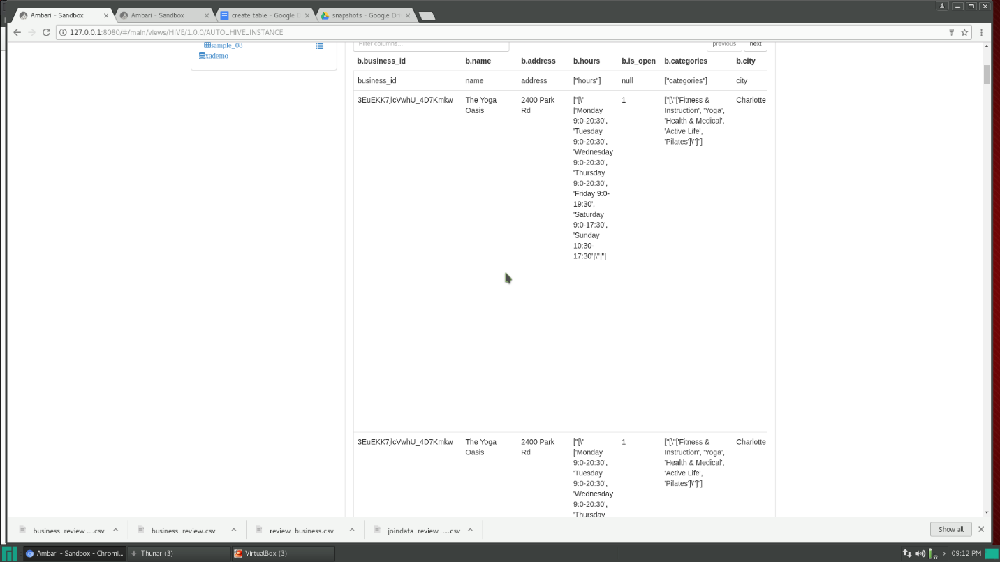 Ambari - Sandbox
Ambari - Sandbox
create table - Google D
snapshots - Google Dri
127.0.0.1:8080/#/main/views/HIVE/1.0.0/AUTO_HIVE_INSTANCE
sample_08
xademo
Filter columns...
previous
next
b.business_id b.name b.address b.hours b.is_open b.categories b.city
business_id name address ["hours"] null ["categories"] city
3EuEKK7jlcVwhU_4D7Kmkw
The Yoga
Oasis
2400 Park
Rd
["[\"
['Monday
9:0-20:30',
'Tuesday
9:0-20:30',
'Wednesday
9:0-20:30',
'Thursday
9:0-20:30',
'Friday 9:0-
19:30',
'Saturday
9:0-17:30',
'Sunday
10:30-
17:30']\"]"]
1
["[\"['Fitness &
Instruction', 'Yoga',
'Health & Medical',
'Active Life',
'Pilates']\"]"]
Charlotte
3EuEKK7jlcVwhU_4D7Kmkw
The Yoga
Oasis
2400 Park
Rd
["[\"
['Monday
9:0-20:30',
'Tuesday
9:0-20:30',
'Wednesday
9:0-20:30',
'Thursday
1
["[\"['Fitness &
Instruction', 'Yoga',
'Health & Medical',
'Active Life',
'Pilates']\"]"]
Charlotte
business_review ....csv
business_review.csv
review_business.csv
joindata_review_....csv
Show all
Ambari - Sandbox - Chromi...
Thunar (3)
VirtualBox (3)
09:12 PM